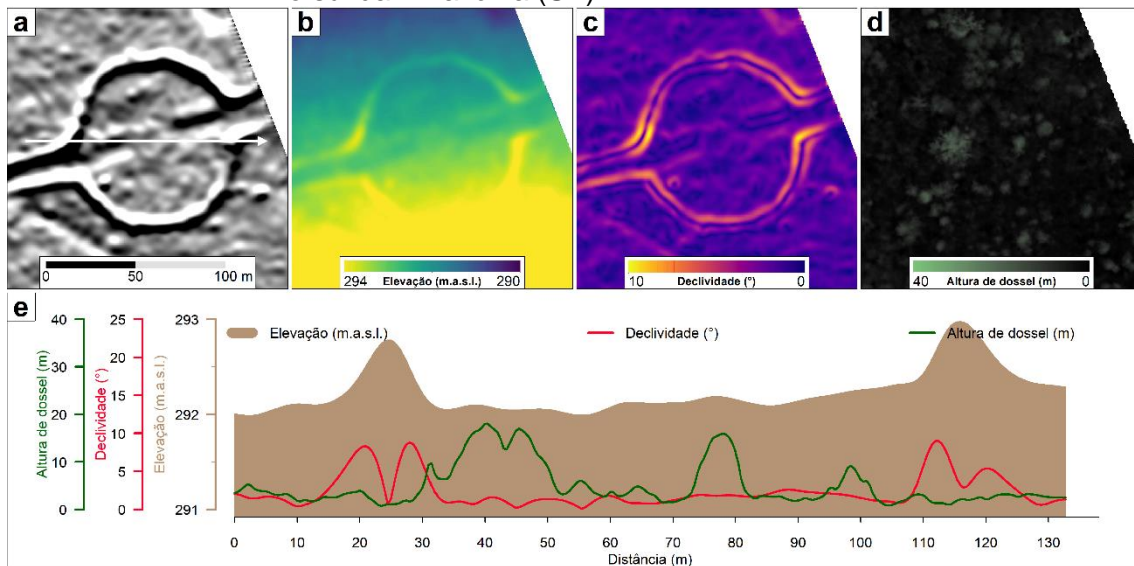 a
b
c
d
0 50 100 m
294 Elevação (m.a.s.l.) 290
10 Declividade (°) 0
40 Altura de dossel (m) 0
e
Elevação (m.a.s.l.)
Declividade (°)
Altura de dossel (m)
Altura de dossel (m)
40
30
20
10
0
Declividade (°)
25
20
15
10
5
0
Elevação (m.a.s.l.)
293
292
291
0 10 20 30 40 50 60 70 80 90 100 110 120 130
Distância (m)